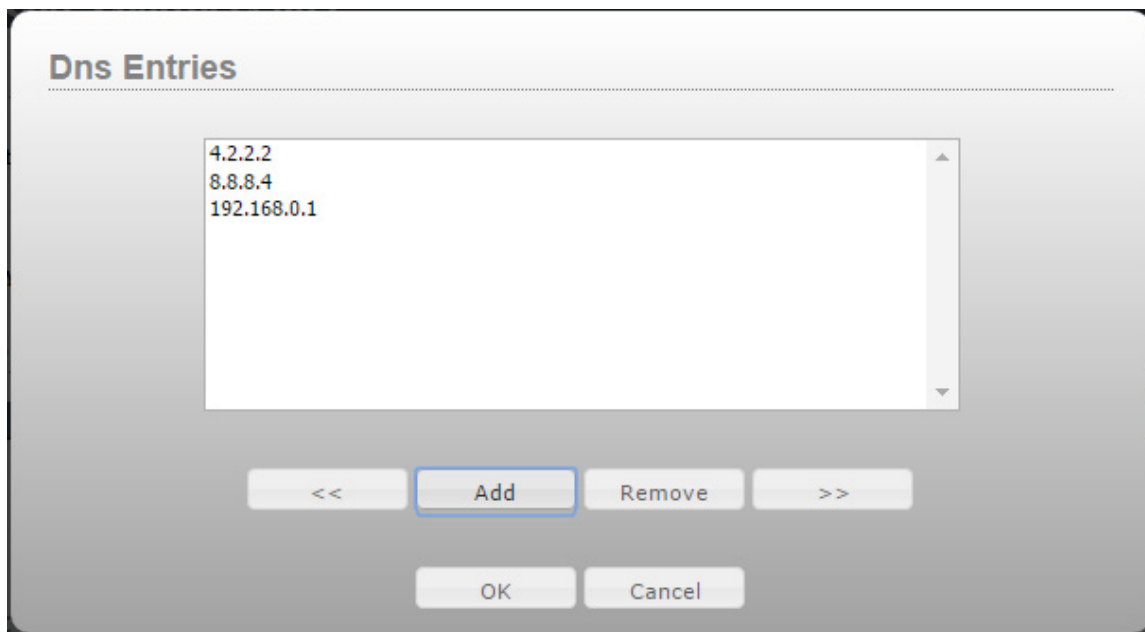 Dns Entries
4.2.2.2
8.8.8.4
192.168.0.1
<< Add Remove >>
OK Cancel